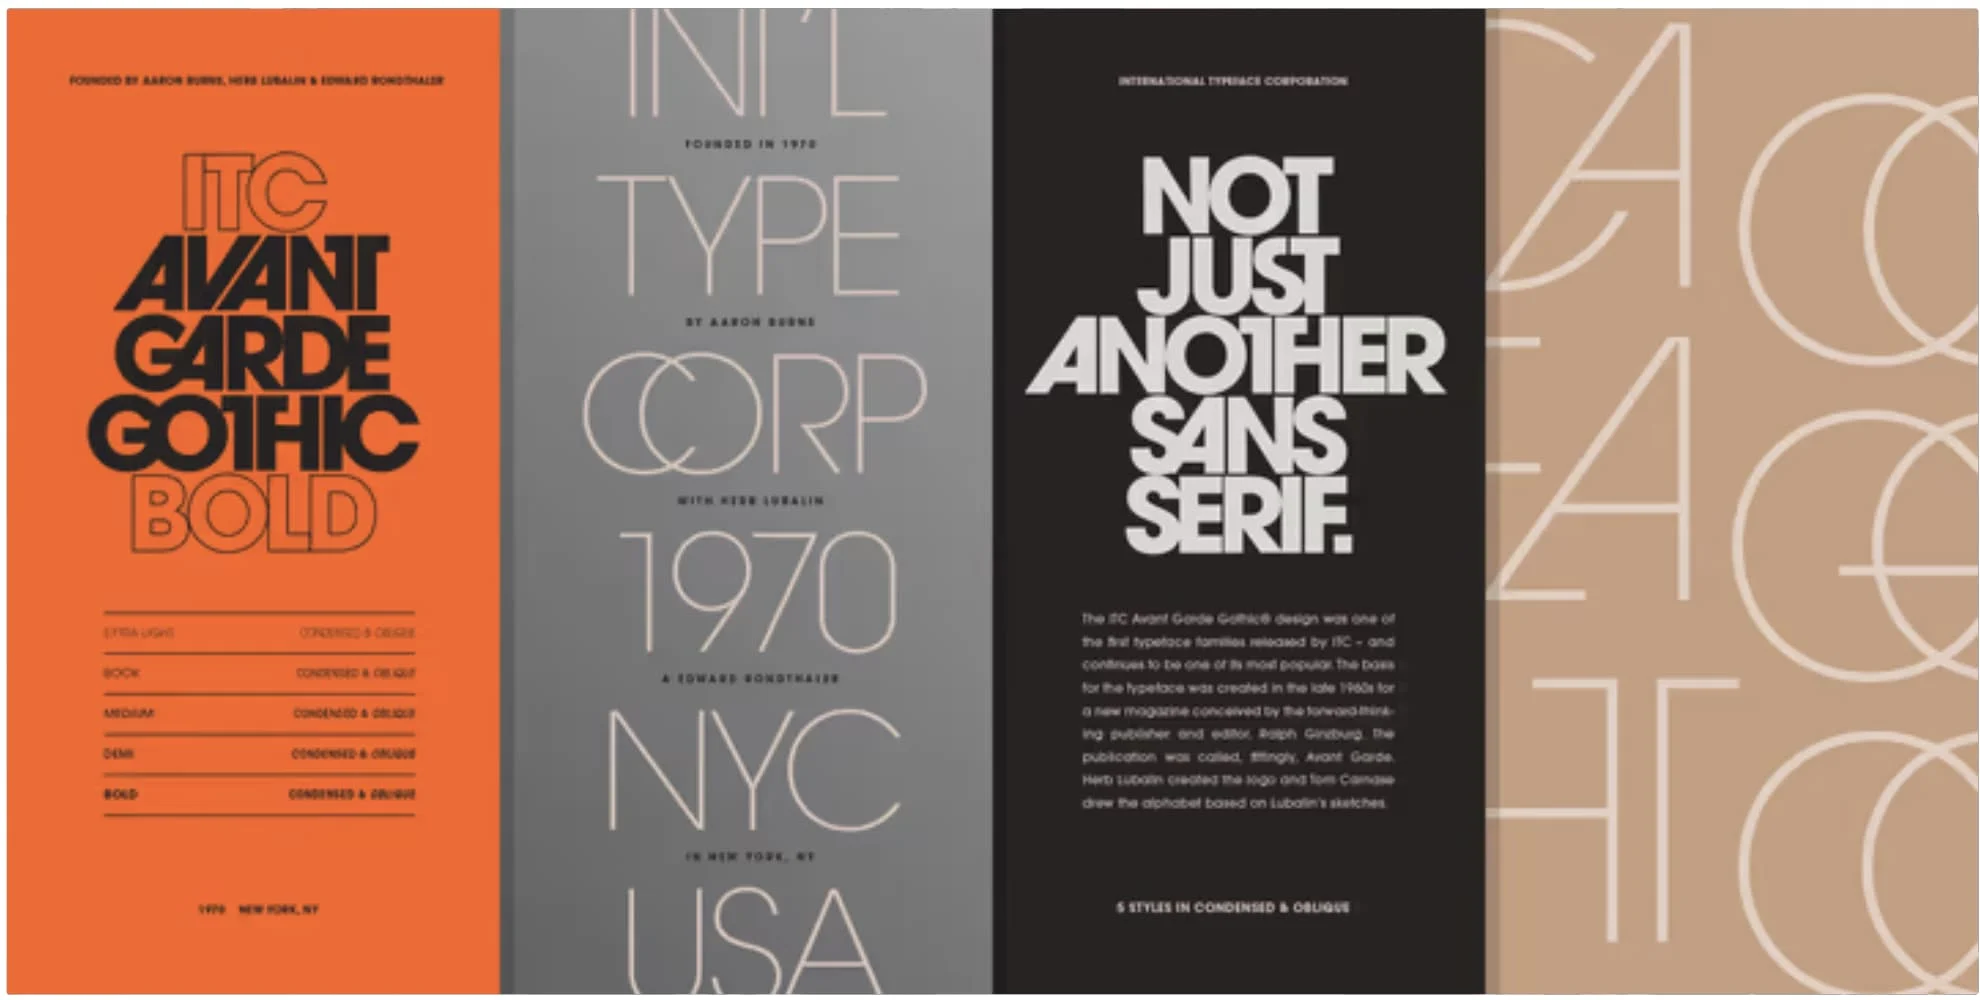 FOUNDED BY AARON BURNS, HERB LUBALIN & EDWARD RONDTHALER
ITC
AVANT
GARDE
GOTHIC
BOLD
EXTRA LIGHT CONDENSED & OBLIQUE
BOOK CONDENSED & OBLIQUE
MEDIUM CONDENSED & OBLIQUE
DEMI CONDENSED & OBLIQUE
BOLD CONDENSED & OBLIQUE
1970 NEW YORK, NY
INT'L
FOUNDED IN 1970
TYPE
BY AARON BURNS
CORP
WITH HERB LUBALIN
1970
& EDWARD RONDTHALER
NYC
IN NEW YORK, NY
USA
INTERNATIONAL TYPEFACE CORPORATION
NOT
JUST
ANOTHER
SANS
SERIF.
The ITC Avant Garde Gothic® design was one of
the first typeface families released by ITC – and
continues to be one of its most popular. The basis
for the typeface was created in the late 1960s for
a new magazine conceived by the forward-think-
ing publisher and editor, Ralph Ginzburg. The
publication was called, fittingly, Avant Garde.
Herb Lubalin created the logo and Tom Carnase
drew the alphabet based on Lubalin's sketches.
5 STYLES IN CONDENSED & OBLIQUE
CA CO
EA GO
HT CO